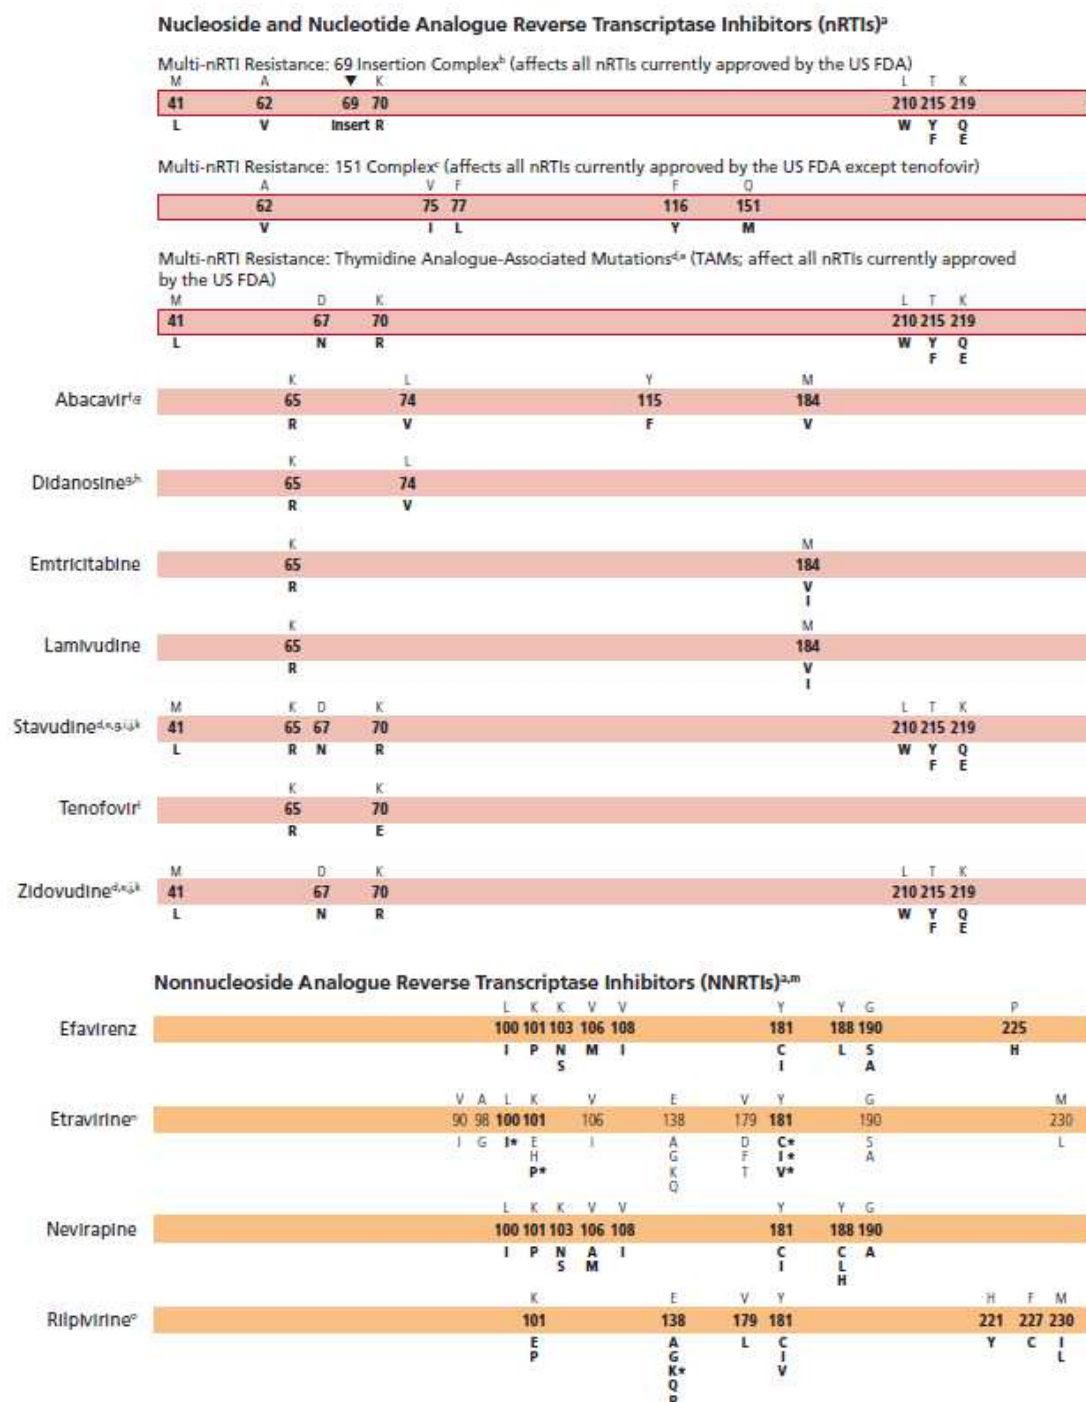 Nucleoside and Nucleotide Analogue Reverse Transcriptase Inhibitors (nRTIs)ᵃ
Multi-nRTI Resistance: 69 Insertion Complexᵇ (affects all nRTIs currently approved by the US FDA)
M A ▼ K L T K
41 62 69 70 210 215 219
L V Insert R W Y Q
F E
Multi-nRTI Resistance: 151 Complexᶜ (affects all nRTIs currently approved by the US FDA except tenofovir)
A V F F Q
62 75 77 116 151
V I L Y M
Multi-nRTI Resistance: Thymidine Analogue-Associated Mutationsᵈ,ᵉ (TAMs; affect all nRTIs currently approved
by the US FDA)
M D K L T K
41 67 70 210 215 219
L N R W Y Q
F E
K L Y M
Abacavirᶠ,ᵍ 65 74 115 184
R V F V
K L
Didanosineᵍ,ʰ 65 74
R V
K M
Emtricitabine 65 184
R V
I
K M
Lamivudine 65 184
R V
I
M K D K L T K
Stavudineᵈ,ᵉ,ᵍ,ⁱ,ʲ,ᵏ 41 65 67 70 210 215 219
L R N R W Y Q
F E
K K
Tenofovirˡ 65 70
R E
M D K L T K
Zidovudineᵈ,ᵉ,ʲ,ᵏ 41 67 70 210 215 219
L N R W Y Q
F E
Nonnucleoside Analogue Reverse Transcriptase Inhibitors (NNRTIs)ᵃ,ᵐ
L K K V V Y Y G P
Efavirenz 100 101 103 106 108 181 188 190 225
I P N M I C L S H
S I A
V A L K V E V Y G M
Etravirineⁿ 90 98 100 101 106 138 179 181 190 230
I G I* E I A D C* S L
H G F I* A
P* K T V*
Q
L K K V V Y Y G
Nevirapine 100 101 103 106 108 181 188 190
I P N A I C C A
S M I L
H
K E V Y H F M
Rilpivirineᵒ 101 138 179 181 221 227 230
E A L C Y C I
P G I L
K* V
Q
R